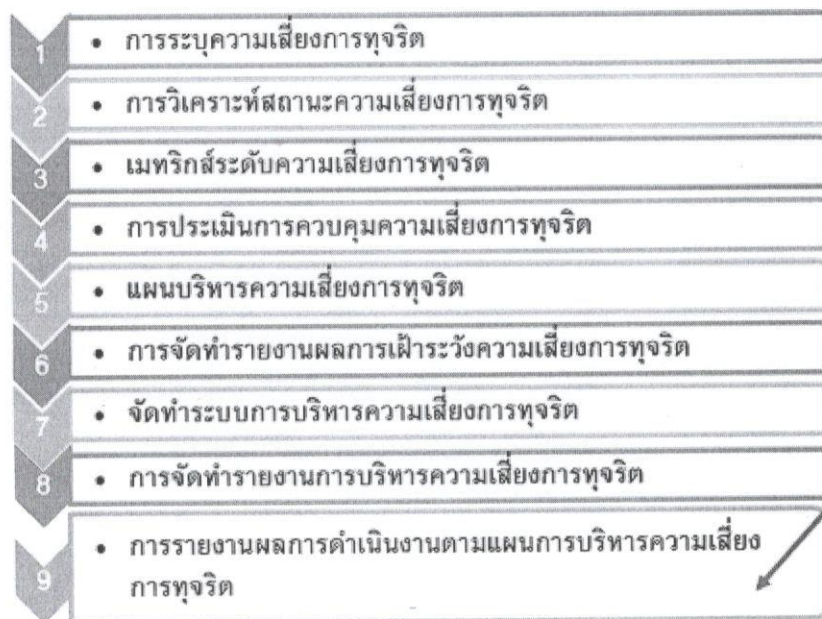 1 • การระบุความเสี่ยงการทุจริต
2 • การวิเคราะห์สถานะความเสี่ยงการทุจริต
3 • เมทริกส์ระดับความเสี่ยงการทุจริต
4 • การประเมินการควบคุมความเสี่ยงการทุจริต
5 • แผนบริหารความเสี่ยงการทุจริต
6 • การจัดทำรายงานผลการเฝ้าระวังความเสี่ยงการทุจริต
7 • จัดทำระบบการบริหารความเสี่ยงการทุจริต
8 • การจัดทำรายงานการบริหารความเสี่ยงการทุจริต
9 • การรายงานผลการดำเนินงานตามแผนการบริหารความเสี่ยง
การทุจริต